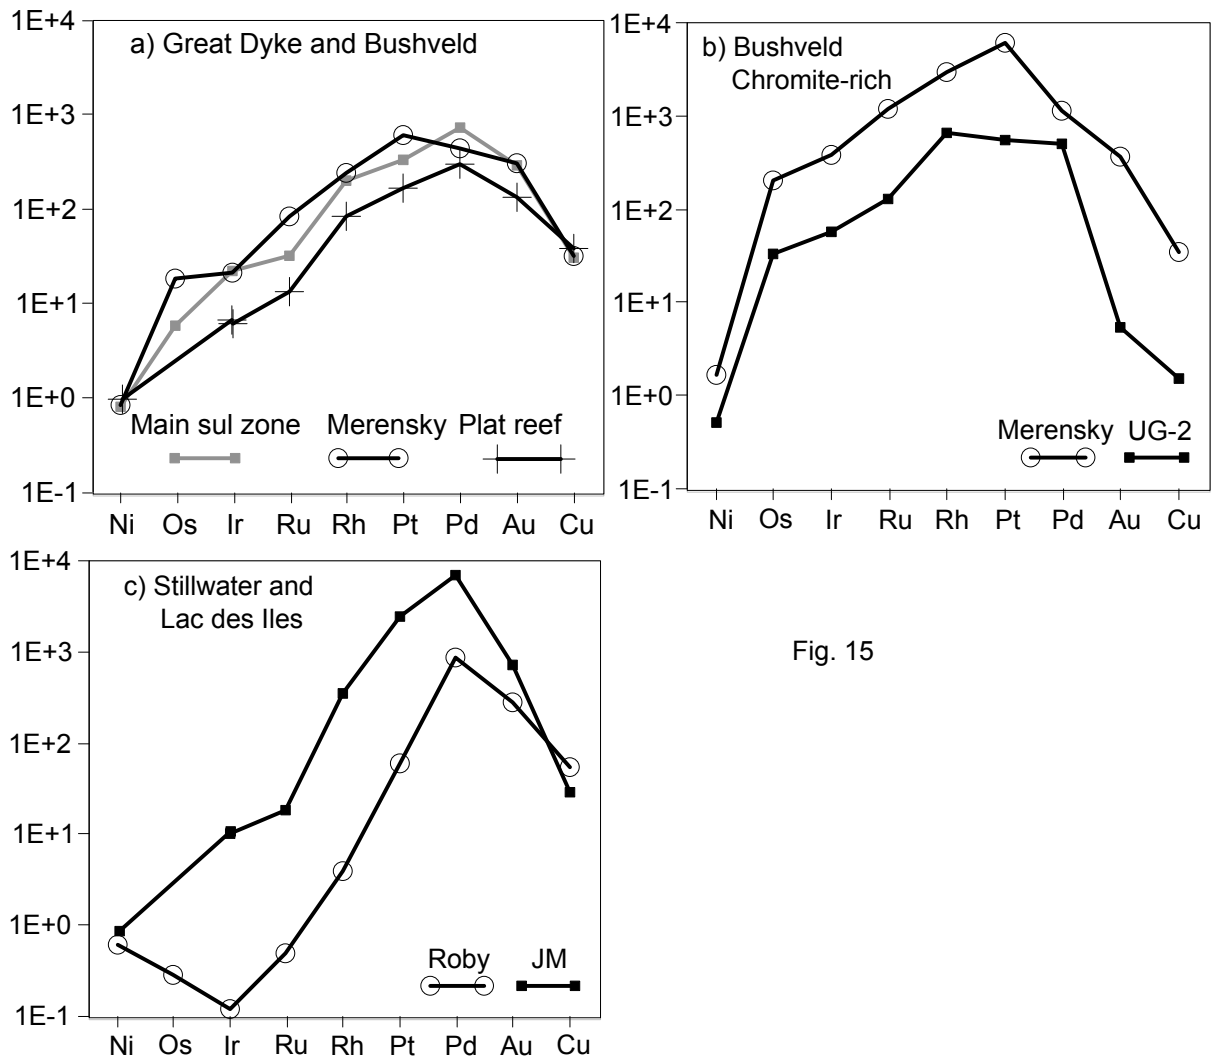 a) Great Dyke and Bushveld
1E+4
1E+3
1E+2
1E+1
1E+0
1E-1
Main sul zone Merensky Plat reef
Ni Os Ir Ru Rh Pt Pd Au Cu
b) Bushveld
Chromite-rich
1E+4
1E+3
1E+2
1E+1
1E+0
1E-1
Merensky UG-2
Ni Os Ir Ru Rh Pt Pd Au Cu
c) Stillwater and
Lac des Iles
1E+4
1E+3
1E+2
1E+1
1E+0
1E-1
Roby JM
Ni Os Ir Ru Rh Pt Pd Au Cu
Fig. 15